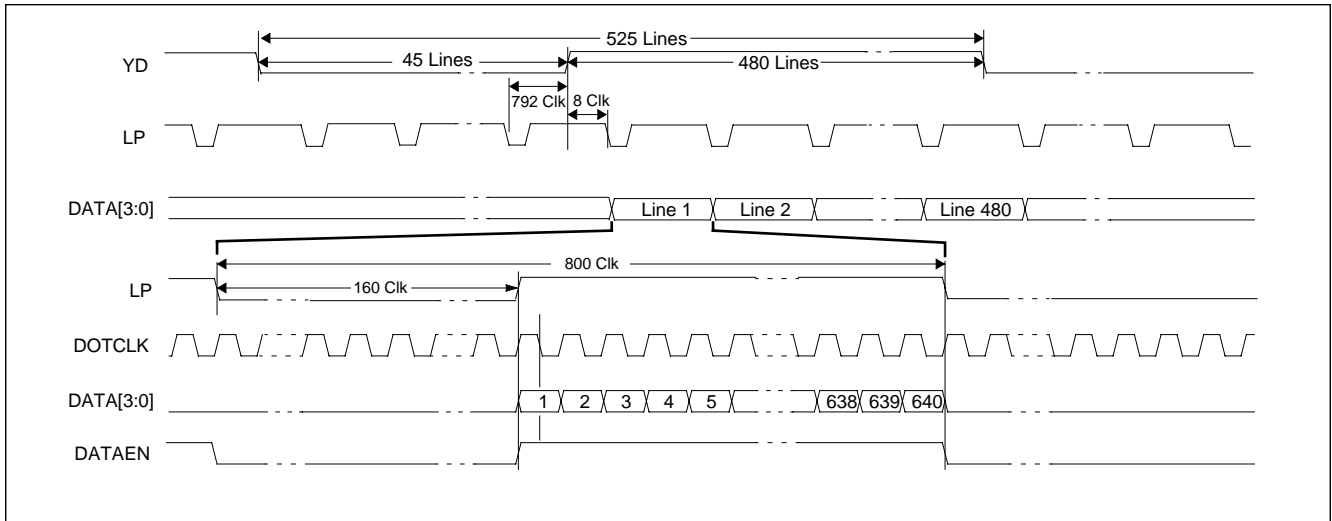 525 Lines
YD
45 Lines
480 Lines
792 Clk
8 Clk
LP
DATA[3:0]
Line 1
Line 2
Line 480
800 Clk
LP
160 Clk
DOTCLK
DATA[3:0]
1
2
3
4
5
638
639
640
DATAEN